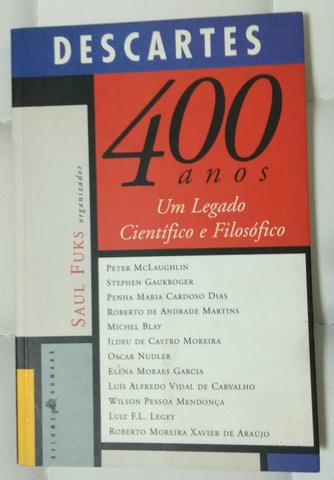 DESCARTES
400
anos
Um Legado
Científico e Filosófico
SAUL FUKS organizador
PETER MCLAUGHLIN
STEPHEN GAUKROGER
PENHA MARIA CARDOSO DIAS
ROBERTO DE ANDRADE MARTINS
MICHEL BLAY
ILDEU DE CASTRO MOREIRA
OSCAR NUDLER
ELENA MORAES GARCIA
LUÍS ALFREDO VIDAL DE CARVALHO
WILSON PESSOA MENDONÇA
LUIZ F.L. LEGEY
ROBERTO MOREIRA XAVIER DE ARAÚJO
RELUME DUMARÁ